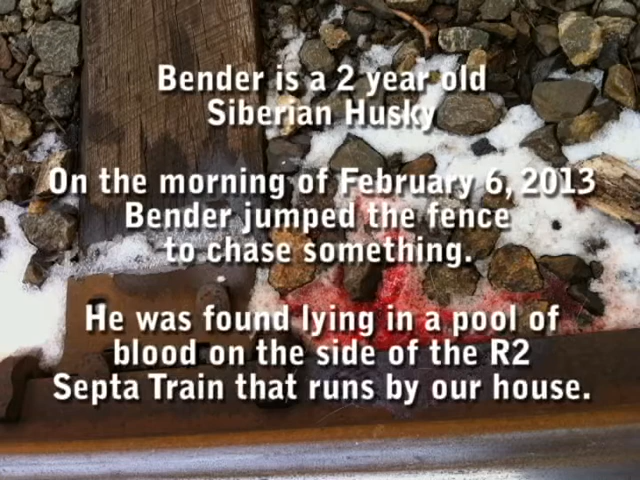 Bender is a 2 year old
Siberian Husky
On the morning of February 6, 2013
Bender jumped the fence
to chase something.
He was found lying in a pool of
blood on the side of the R2
Septa Train that runs by our house.